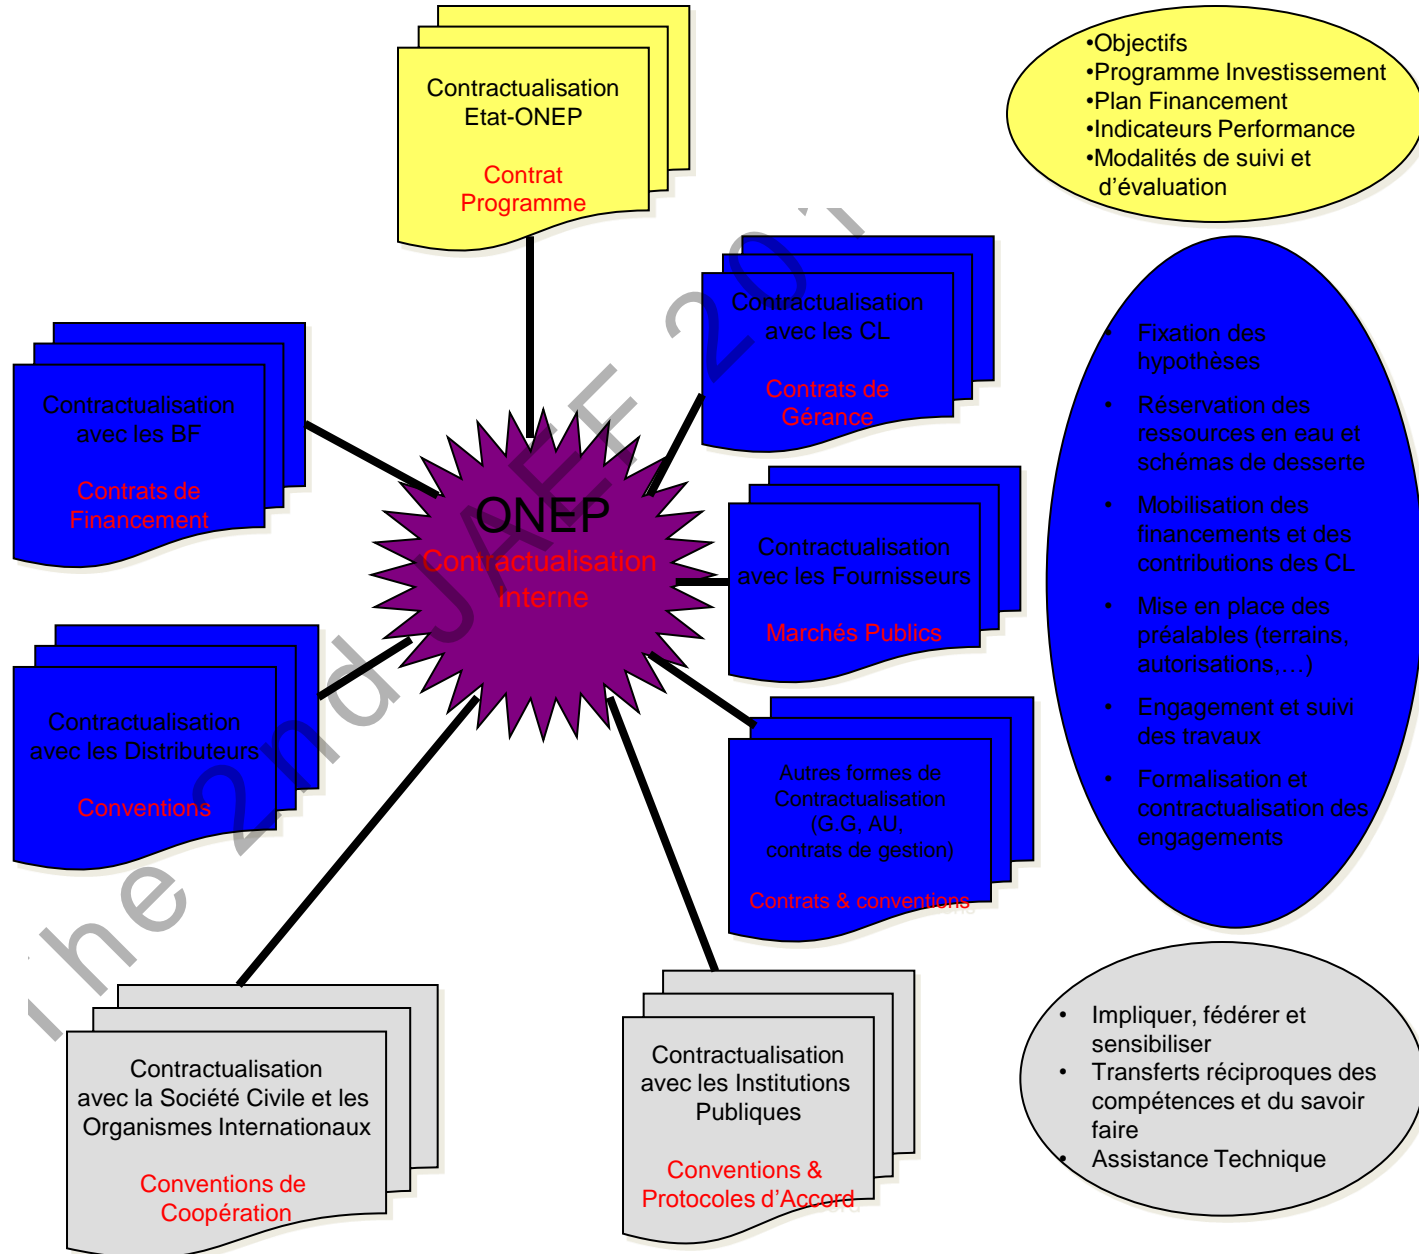 Contractualisation
Etat-ONEP
Contrat
Programme
•Objectifs
•Programme Investissement
•Plan Financement
•Indicateurs Performance
•Modalités de suivi et
d'évaluation
Contractualisation
avec les CL
Contrats de
Gérance
Contractualisation
avec les BF
Contrats de
Financement
ONEP
Contractualisation
Interne
Contractualisation
avec les Fournisseurs
Marchés Publics
Contractualisation
avec les Distributeurs
Conventions
Autres formes de
Contractualisation
(G.G, AU,
contrats de gestion)
Contrats & conventions
• Fixation des
hypothèses
• Réservation des
ressources en eau et
schémas de desserte
• Mobilisation des
financements et des
contributions des CL
• Mise en place des
préalables (terrains,
autorisations,…)
• Engagement et suivi
des travaux
• Formalisation et
contractualisation des
engagements
Contractualisation
avec la Société Civile et les
Organismes Internationaux
Conventions de
Coopération
Contractualisation
avec les Institutions
Publiques
Conventions &
Protocoles d'Accord
• Impliquer, fédérer et
sensibiliser
• Transferts réciproques des
compétences et du savoir
faire
• Assistance Technique
The 2nd JAEF